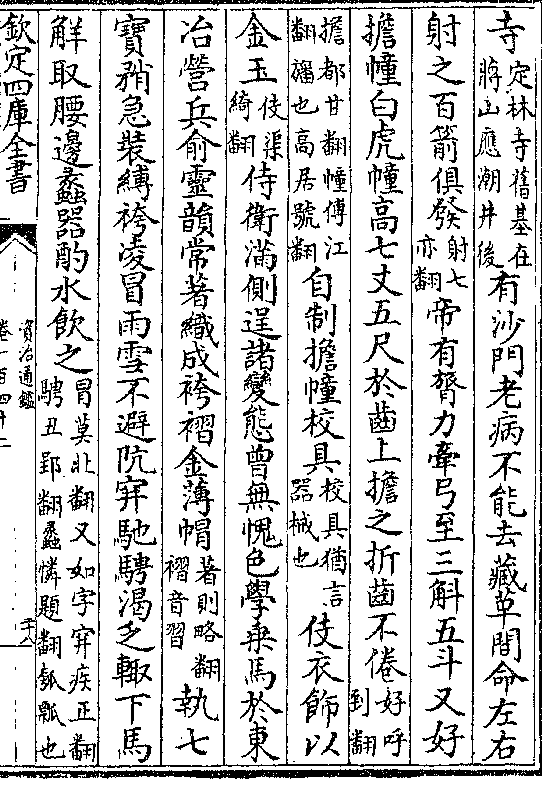 寺定林寺舊基在蔣山應潮井後有沙門老病不能去藏草間命左右
射之百箭俱發射七亦翻帝有膂力牽弓至三斛五斗又好
擔幢白虎幢高七丈五尺於齒上擔之折齒不倦好呼到翻
擔都甘翻幢傳江翻旛也高居號翻自制擔幢校具校具猶言器械也伎衣飾以
金玉伎渠綺翻侍衛滿側逞諸變態曾無愧色學乘馬於東
冶營兵俞靈韻常著織成袴褶金薄帽著則略翻褶音習執七
寶矟急裝縛袴凌冒雨雪不避阬穽馳騁渴乏輙下馬
解取腰邊蠡器酌水飲之冒莫北翻又如字穽疾正翻騁丑郢翻蠡憐題翻瓠瓢也
欽定四庫全書
資治通鑑
卷一百四十二